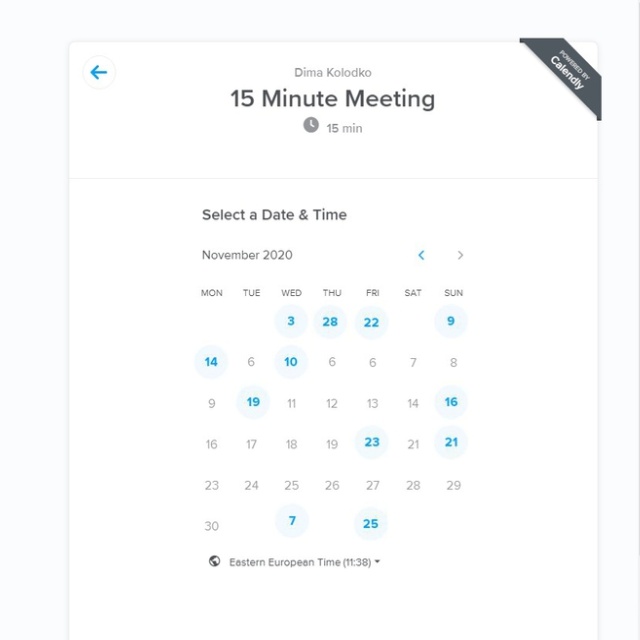 POWERED BY
Calendly
Dima Kolodko
15 Minute Meeting
15 min
Select a Date & Time
November 2020
MON TUE WED THU FRI SAT SUN
3 28 22 9
14 6 10 6 6 7 8
9 19 11 12 13 14 16
16 17 18 19 23 21 21
23 24 25 26 27 28 29
30 7 25
Eastern European Time (11:38)